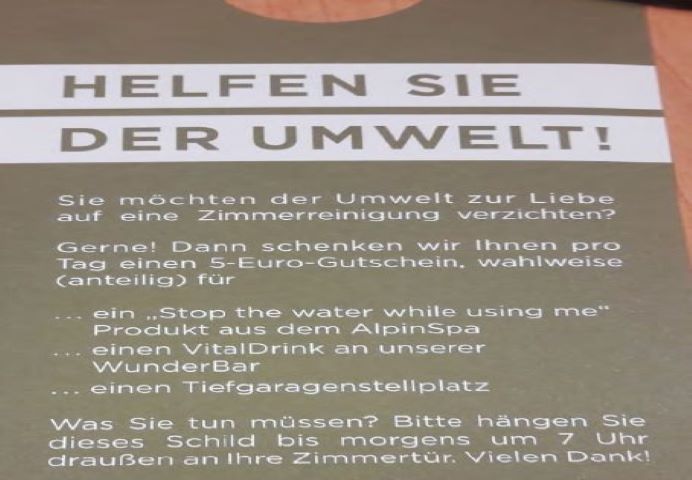 HELFEN SIE
DER UMWELT!
Sie möchten der Umwelt zur Liebe
auf eine Zimmerreinigung verzichten?
Gerne! Dann schenken wir Ihnen pro
Tag einen 5-Euro-Gutschein, wahlweise
(anteilig) für
... ein „Stop the water while using me“
Produkt aus dem AlpinSpa
... einen VitalDrink an unserer
WunderBar
... einen Tiefgaragenstellplatz
Was Sie tun müssen? Bitte hängen Sie
dieses Schild bis morgens um 7 Uhr
draußen an Ihre Zimmertür. Vielen Dank!